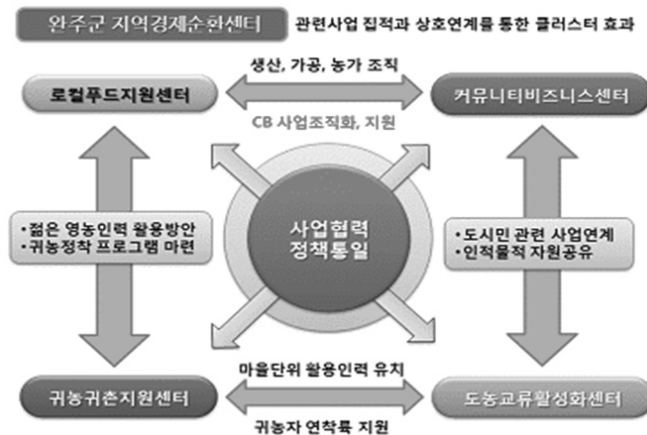 완주군 지역경제순환센터
관련사업 집적과 상호연계를 통한 클러스터 효과
생산, 가공, 농가 조직
로컬푸드지원센터
커뮤니티비즈니스센터
CB 사업조직화, 지원
사업협력
정책통일
•젊은 영농인력 활용방안
•귀농정착 프로그램 마련
•도시민 관련 사업연계
•인적물적 자원공유
마을단위 활용인력 유치
귀농귀촌지원센터
도농교류활성화센터
귀농자 연착륙 지원